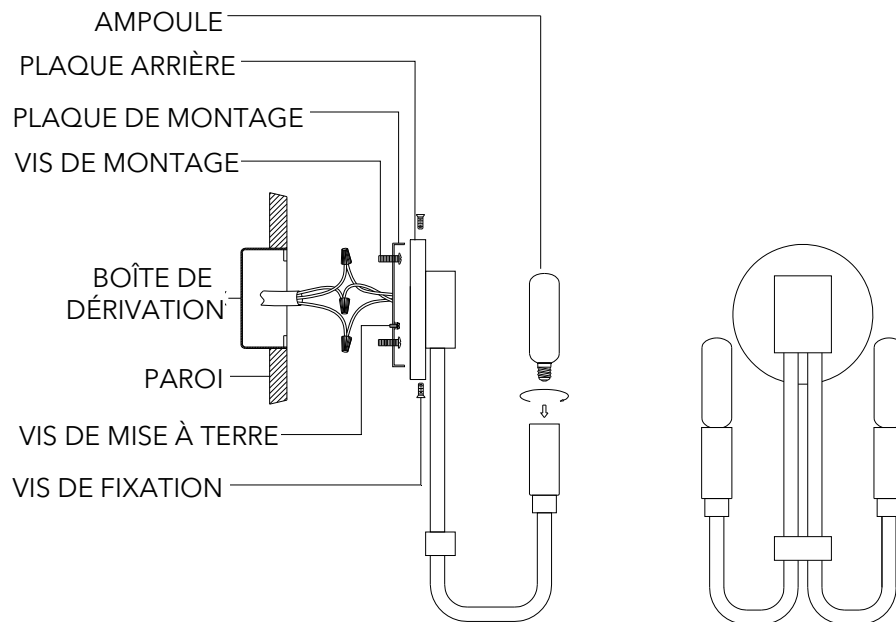 AMPOULE
PLAQUE ARRIÈRE
PLAQUE DE MONTAGE
VIS DE MONTAGE
BOÎTE DE
DÉRIVATION
PAROI
VIS DE MISE À TERRE
VIS DE FIXATION